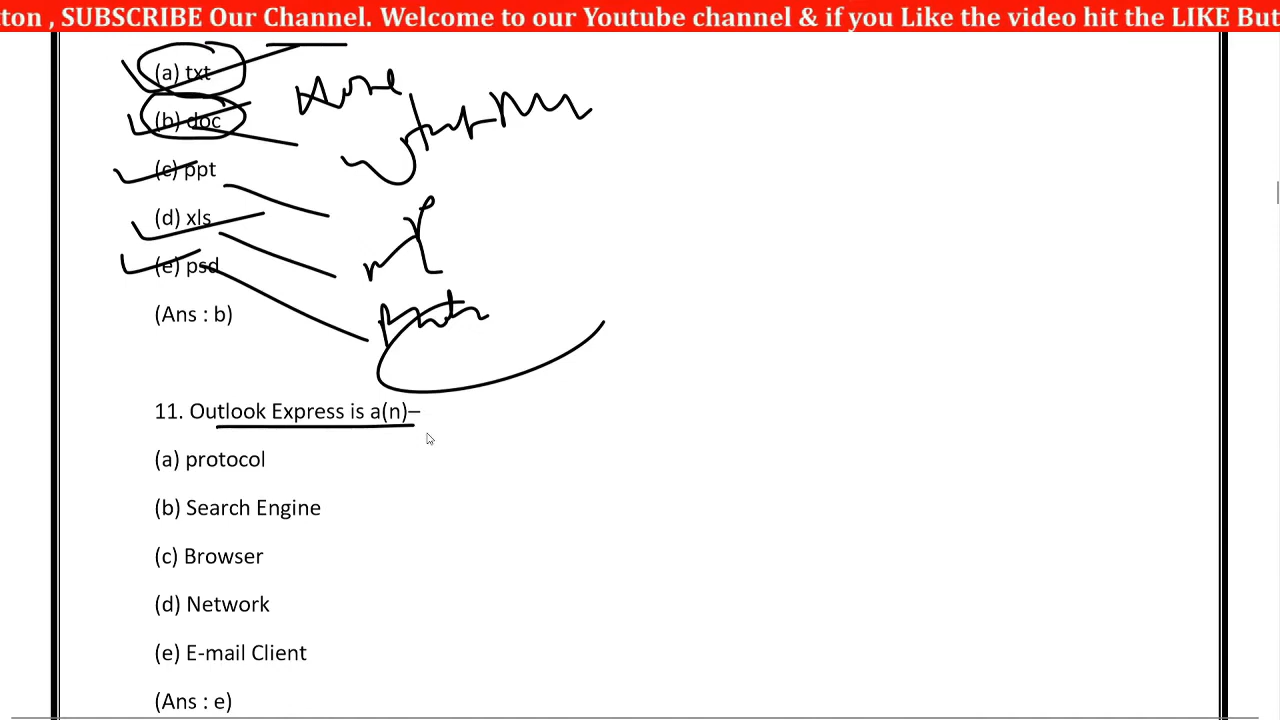 ton , SUBSCRIBE Our Channel. Welcome to our Youtube channel & if you Like the video hit the LIKE But
(a) txt
(b) doc
(c) ppt
(d) xls
(e) psd
(Ans : b)
11. Outlook Express is a(n)–
(a) protocol
(b) Search Engine
(c) Browser
(d) Network
(e) E-mail Client
(Ans : e)